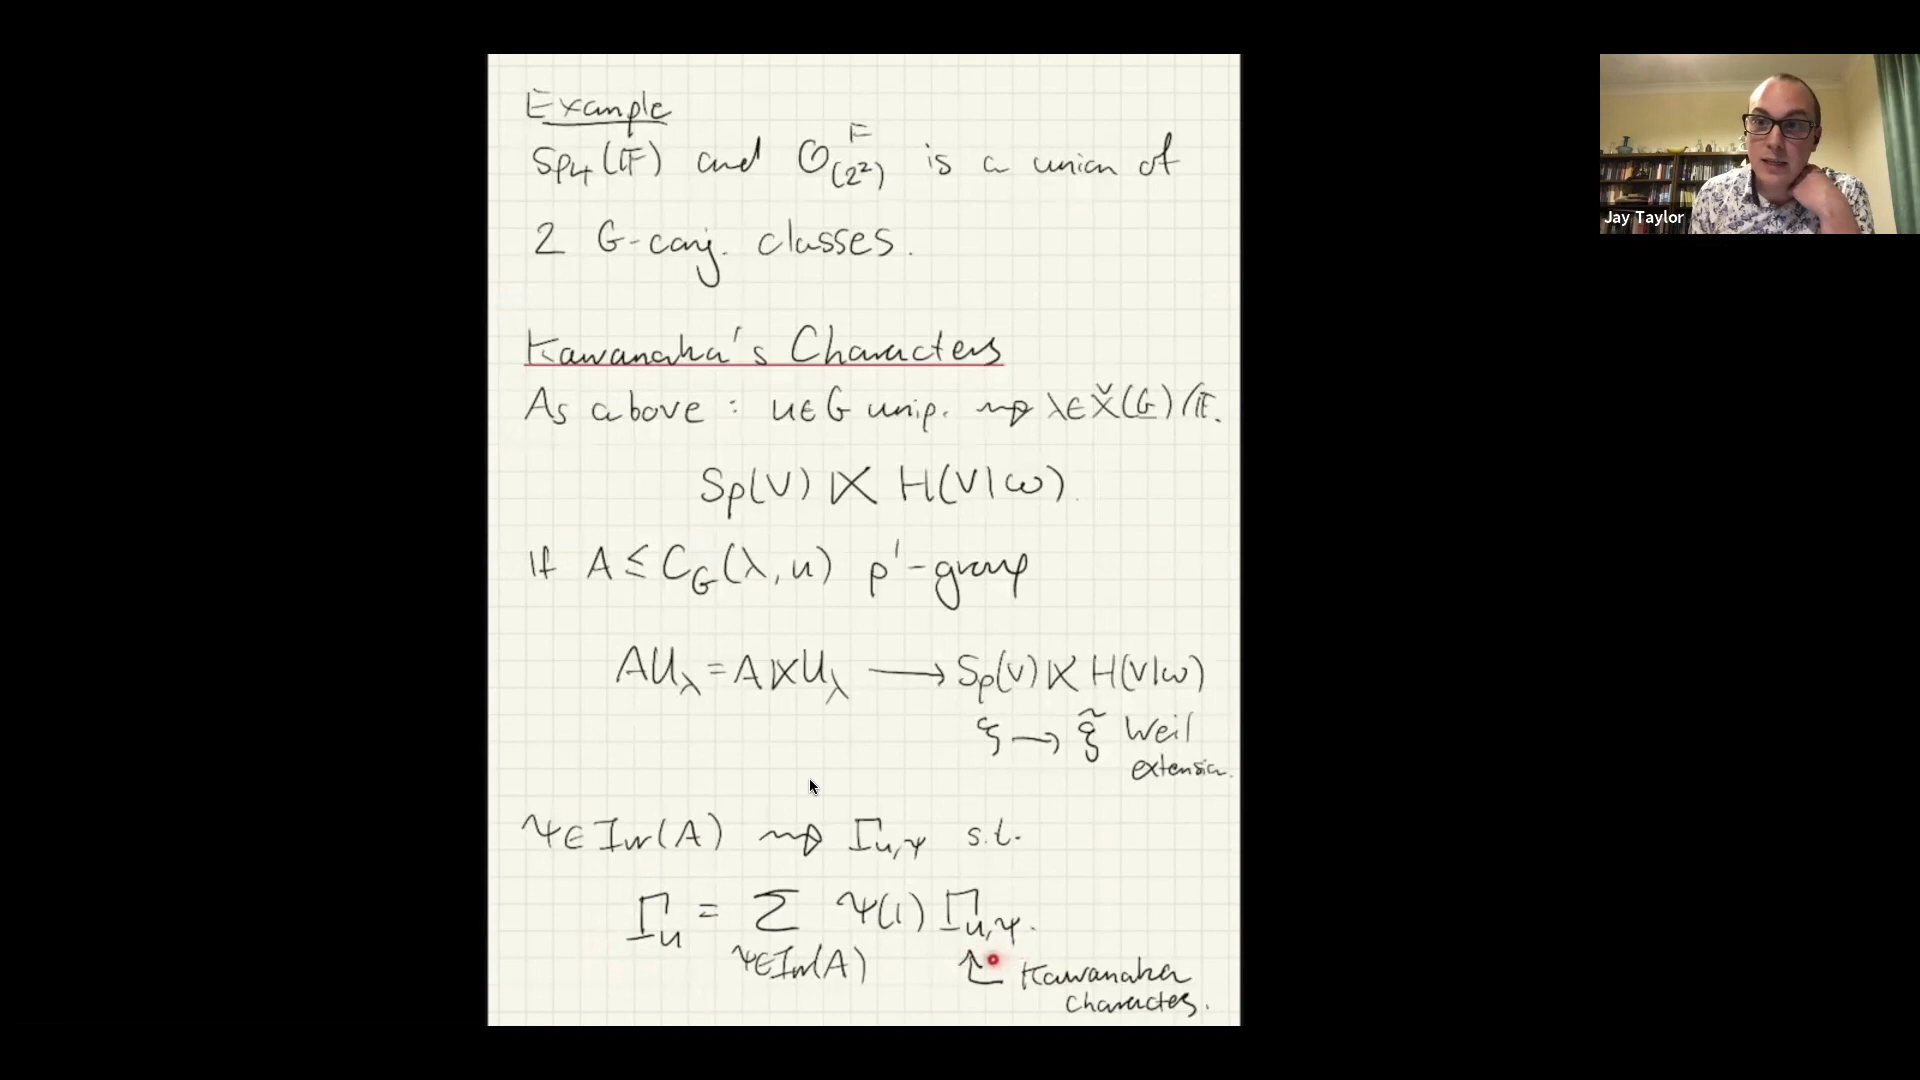 Example
Sp₄(𝔽) and O^F_(2²) is a union of
2 G-conj. classes.
Kawanaka's Characters
As above : u∈G unip. ⇝ λ∈X̌(G)/𝔽.
Sp(V) ⋉ H(V|ω)
If A ≤ C_G(λ,u) p'-group
AU_λ = A⋉U_λ ⟶ Sp(V)⋉H(V|ω)
ξ ⟶ ξ̃ Weil
extension.
ψ∈Irr(A) ⇝ Γ_u,ψ s.t.
Γ_u = Σ ψ(1) Γ_u,ψ.
ψ∈Irr(A)
↑ Kawanaka
characters.
Jay Taylor